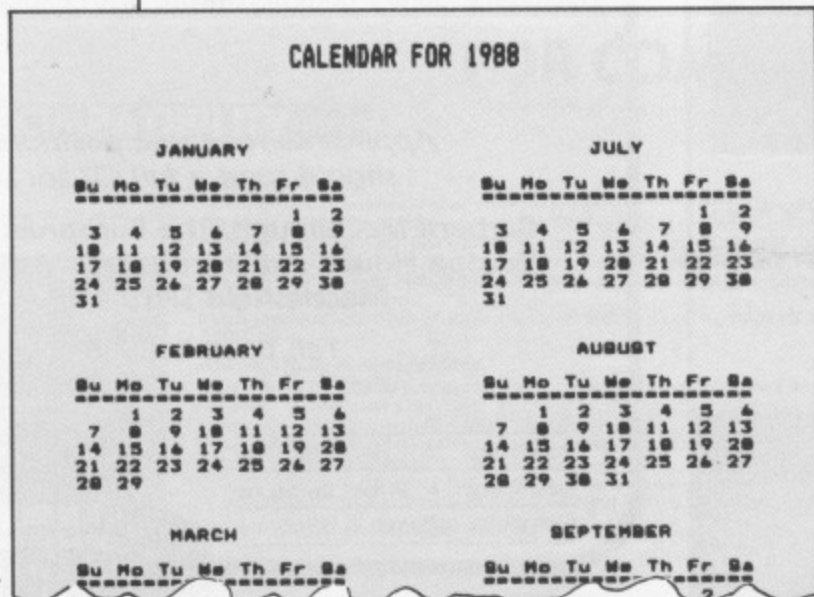 CALENDAR FOR 1988
JANUARY
Su Mo Tu We Th Fr Sa
1 2
3 4 5 6 7 8 9
10 11 12 13 14 15 16
17 18 19 20 21 22 23
24 25 26 27 28 29 30
31
FEBRUARY
Su Mo Tu We Th Fr Sa
1 2 3 4 5 6
7 8 9 10 11 12 13
14 15 16 17 18 19 20
21 22 23 24 25 26 27
28 29
MARCH
Su Mo Tu We Th Fr Sa
JULY
Su Mo Tu We Th Fr Sa
1 2
3 4 5 6 7 8 9
10 11 12 13 14 15 16
17 18 19 20 21 22 23
24 25 26 27 28 29 30
31
AUGUST
Su Mo Tu We Th Fr Sa
1 2 3 4 5 6
7 8 9 10 11 12 13
14 15 16 17 18 19 20
21 22 23 24 25 26 27
28 29 30 31
SEPTEMBER
Su Mo Tu We Th Fr Sa
2